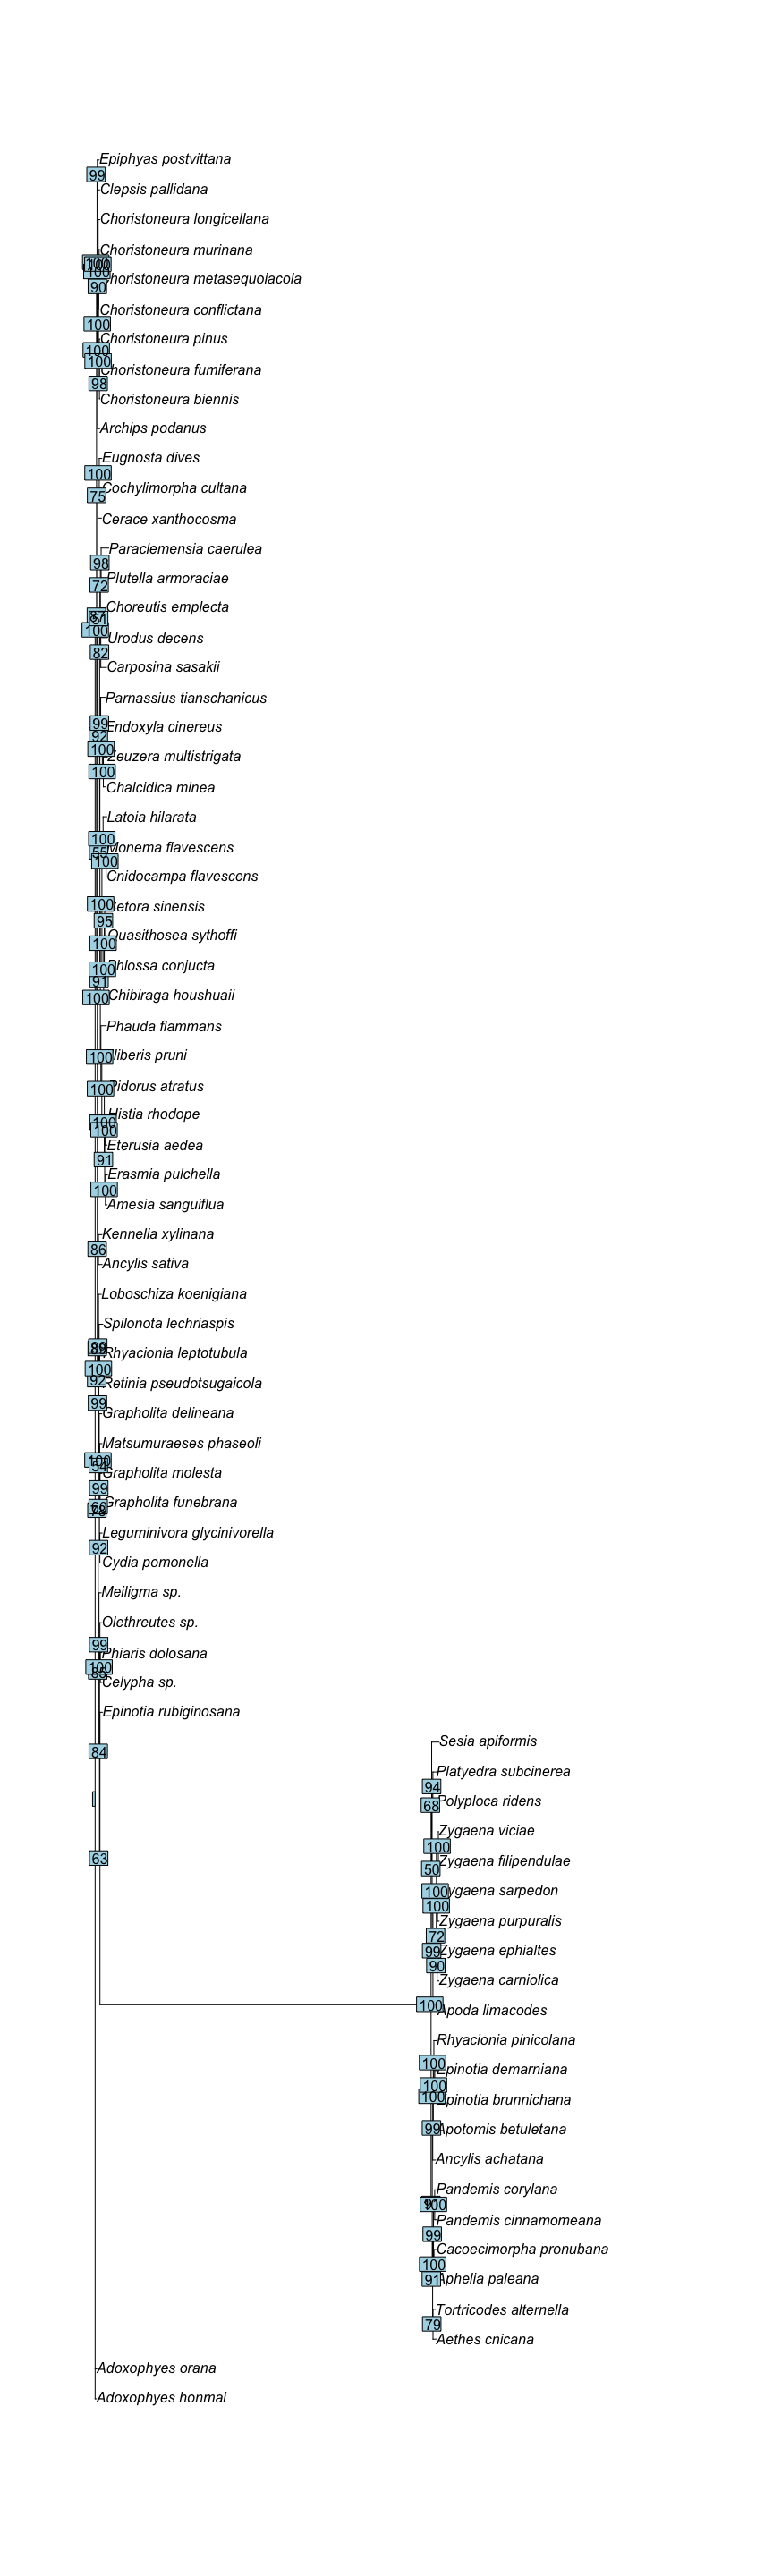 Epiphyas postvittana
99
Clepsis pallidana
Choristoneura longicellana
Choristoneura murinana
100
100
horistoneura metasequoiacola
90
Choristoneura conflictana
100
Choristoneura pinus
100
100
Choristoneura fumiferana
98
Choristoneura biennis
Archips podanus
Eugnosta dives
100
Cochylimorpha cultana
75
Cerace xanthocosma
Paraclemensia caerulea
98
Plutella armoraciae
72
Choreutis emplecta
51
100
Urodus decens
82
Carposina sasakii
Parnassius tianschanicus
99
Endoxyla cinereus
92
100
Zeuzera multistrigata
100
Chalcidica minea
Latoia hilarata
100
Monema flavescens
55
100
Cnidocampa flavescens
100
Setora sinensis
95
Quasithosea sythoffi
100
Phlossa conjucta
100
91
Chibiraga houshuaii
100
Phauda flammans
100
Illiberis pruni
100
Pidorus atratus
Histia rhodope
100
100
Eterusia aedea
91
Erasmia pulchella
100
Amesia sanguiflua
Kennelia xylinana
86
Ancylis sativa
Loboschiza koenigiana
Spilonota lechriaspis
99
Rhyacionia leptotubula
100
92
Retinia pseudotsugaicola
99
Grapholita delineana
Matsumuraeses phaseoli
100
54
Grapholita molesta
99
Grapholita funebrana
60
78
Leguminivora glycinivorella
92
Cydia pomonella
Meiligma sp.
Olethreutes sp.
99
Phiaris dolosana
100
85
Celypha sp.
Epinotia rubiginosana
84
63
Sesia apiformis
Platyedra subcinerea
94
68
Polyploca ridens
Zygaena viciae
100
50
Zygaena filipendulae
100
Zygaena sarpedon
100
Zygaena purpuralis
72
99
Zygaena ephialtes
90
Zygaena carniolica
100
Apoda limacodes
Rhyacionia pinicolana
100
Epinotia demarniana
100
100
Epinotia brunnichana
99
Apotomis betuletana
Ancylis achatana
Pandemis corylana
100
Pandemis cinnamomeana
99
Cacoecimorpha pronubana
100
91
Aphelia paleana
Tortricodes alternella
79
Aethes cnicana
Adoxophyes orana
Adoxophyes honmai